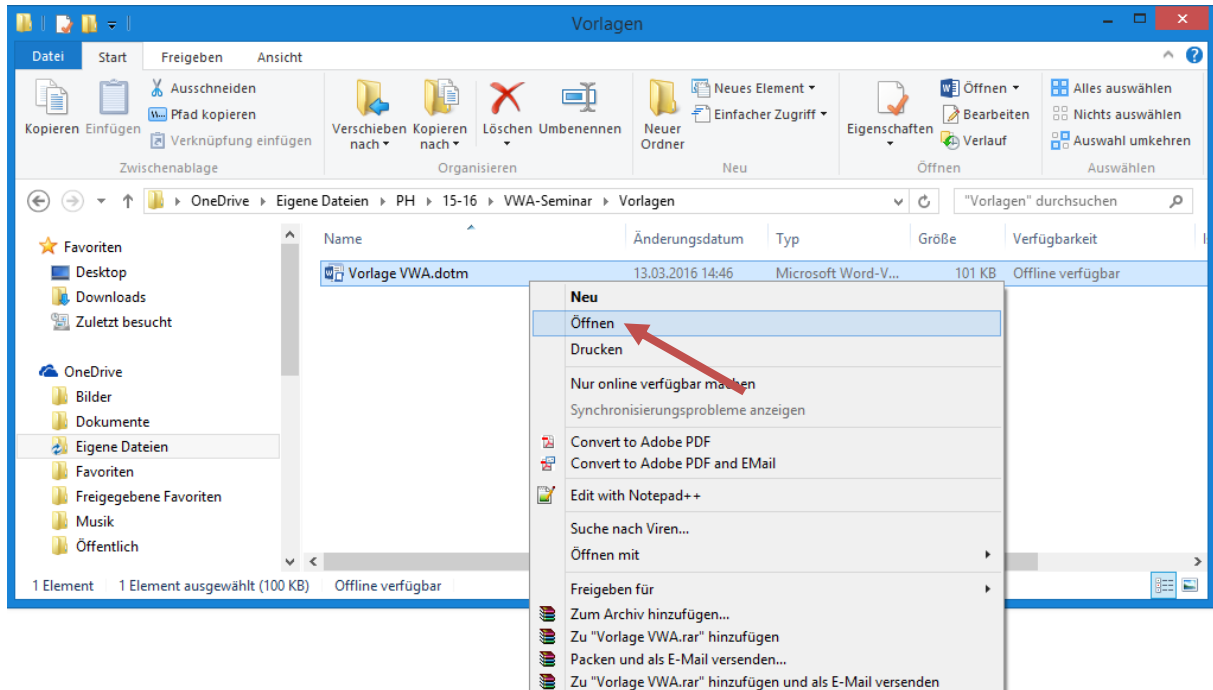 Vorlagen
Datei Start Freigeben Ansicht
Kopieren Einfügen
Ausschneiden
Pfad kopieren
Verknüpfung einfügen
Zwischenablage
Verschieben nach
Kopieren nach
Löschen Umbenennen
Organisieren
Neuer Ordner
Neues Element
Einfacher Zugriff
Neu
Eigenschaften
Öffnen
Bearbeiten
Verlauf
Öffnen
Alles auswählen
Nichts auswählen
Auswahl umkehren
Auswählen
OneDrive Eigene Dateien PH 15-16 VWA-Seminar Vorlagen
"Vorlagen" durchsuchen
Name Änderungsdatum Typ Größe Verfügbarkeit
Vorlage VWA.dotm 13.03.2016 14:46 Microsoft Word-V... 101 KB Offline verfügbar
Favoriten
Desktop
Downloads
Zuletzt besucht
OneDrive
Bilder
Dokumente
Eigene Dateien
Favoriten
Freigegebene Favoriten
Musik
Öffentlich
Neu
Öffnen
Drucken
Nur online verfügbar machen
Synchronisierungsprobleme anzeigen
Convert to Adobe PDF
Convert to Adobe PDF and EMail
Edit with Notepad++
Suche nach Viren...
Öffnen mit
Freigeben für
Zum Archiv hinzufügen...
Zu "Vorlage VWA.rar" hinzufügen
Packen und als E-Mail versenden...
Zu "Vorlage VWA.rar" hinzufügen und als E-Mail versenden
1 Element 1 Element ausgewählt (100 KB) Offline verfügbar